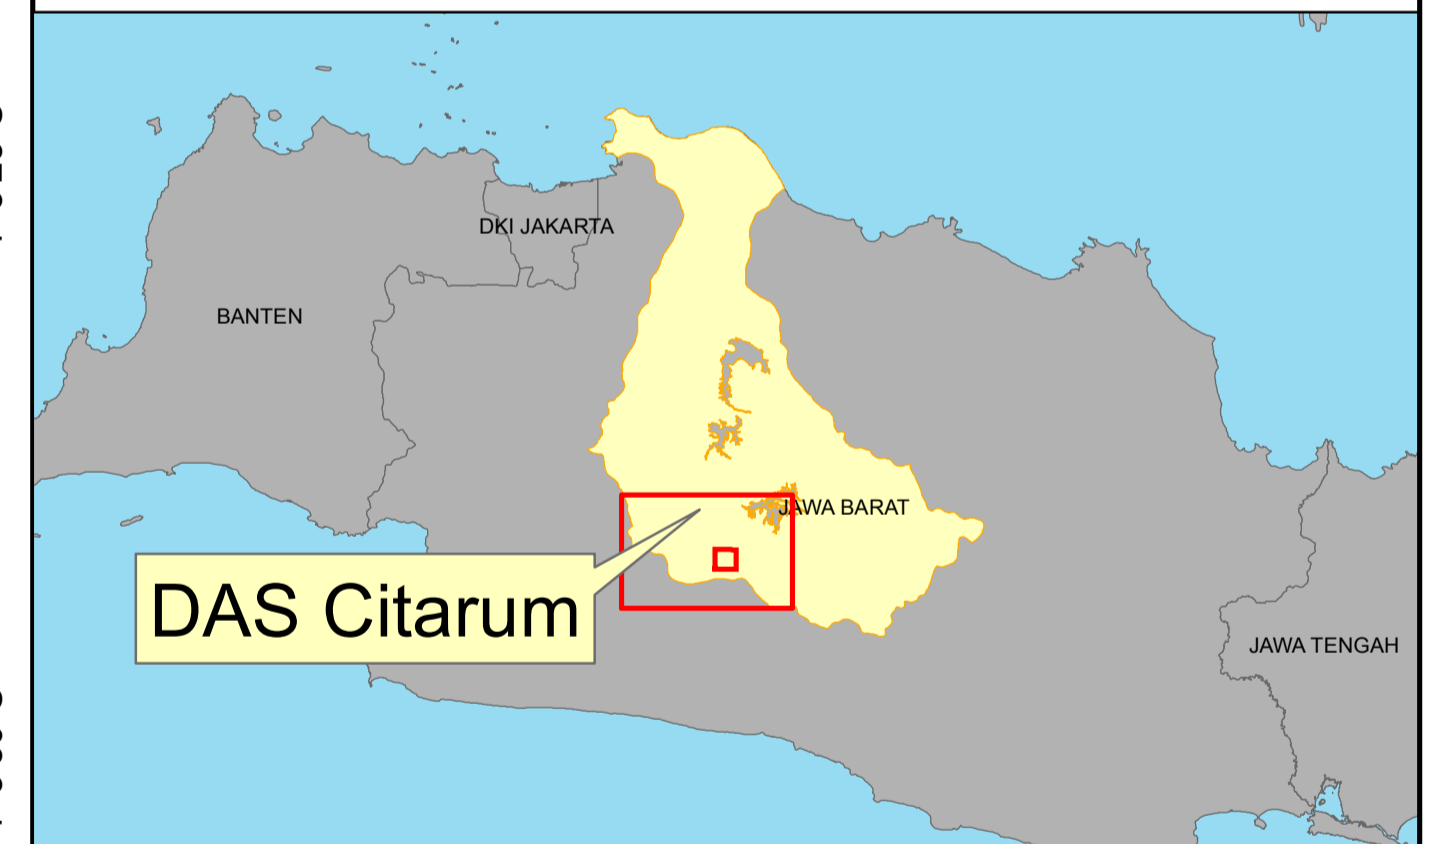 DKI JAKARTA
BANTEN
JAWA BARAT
DAS Citarum
JAWA TENGAH